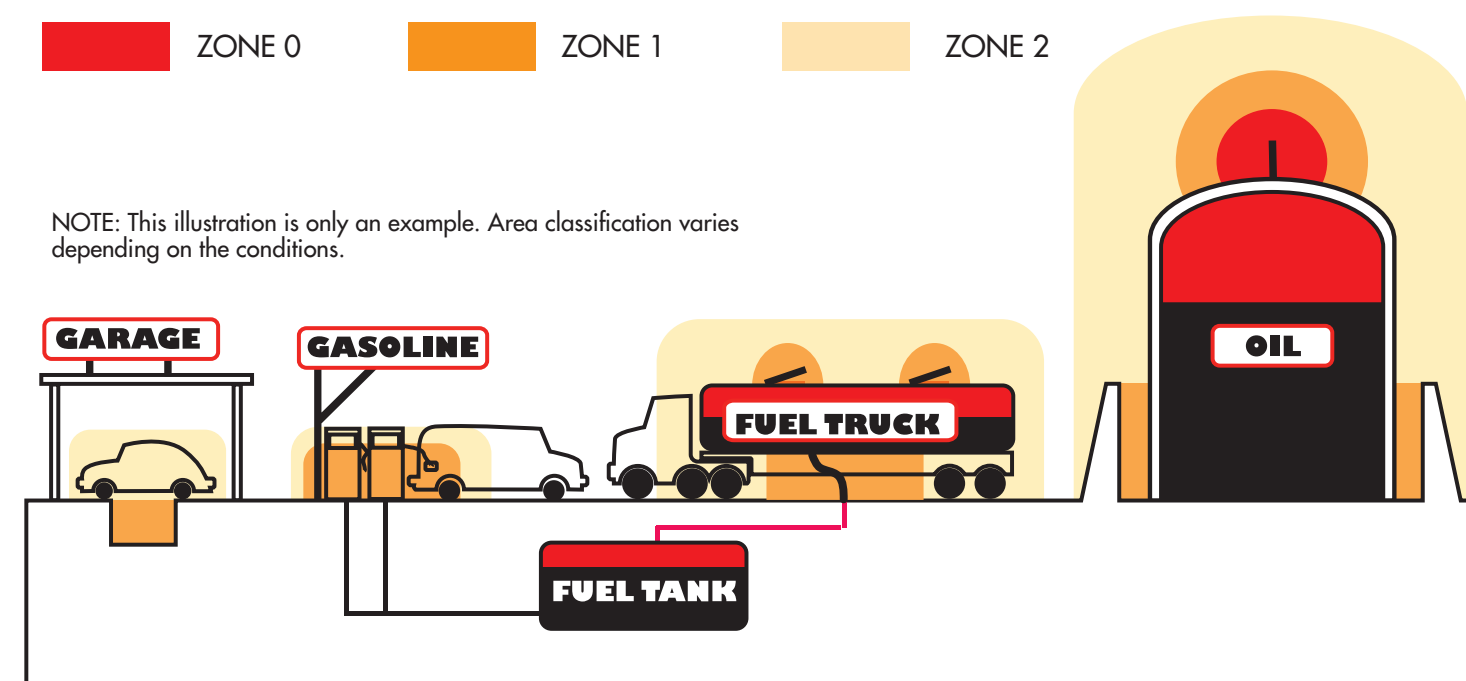 ZONE 0
ZONE 1
ZONE 2
NOTE: This illustration is only an example. Area classification varies
depending on the conditions.
GARAGE
GASOLINE
OIL
FUEL TRUCK
FUEL TANK